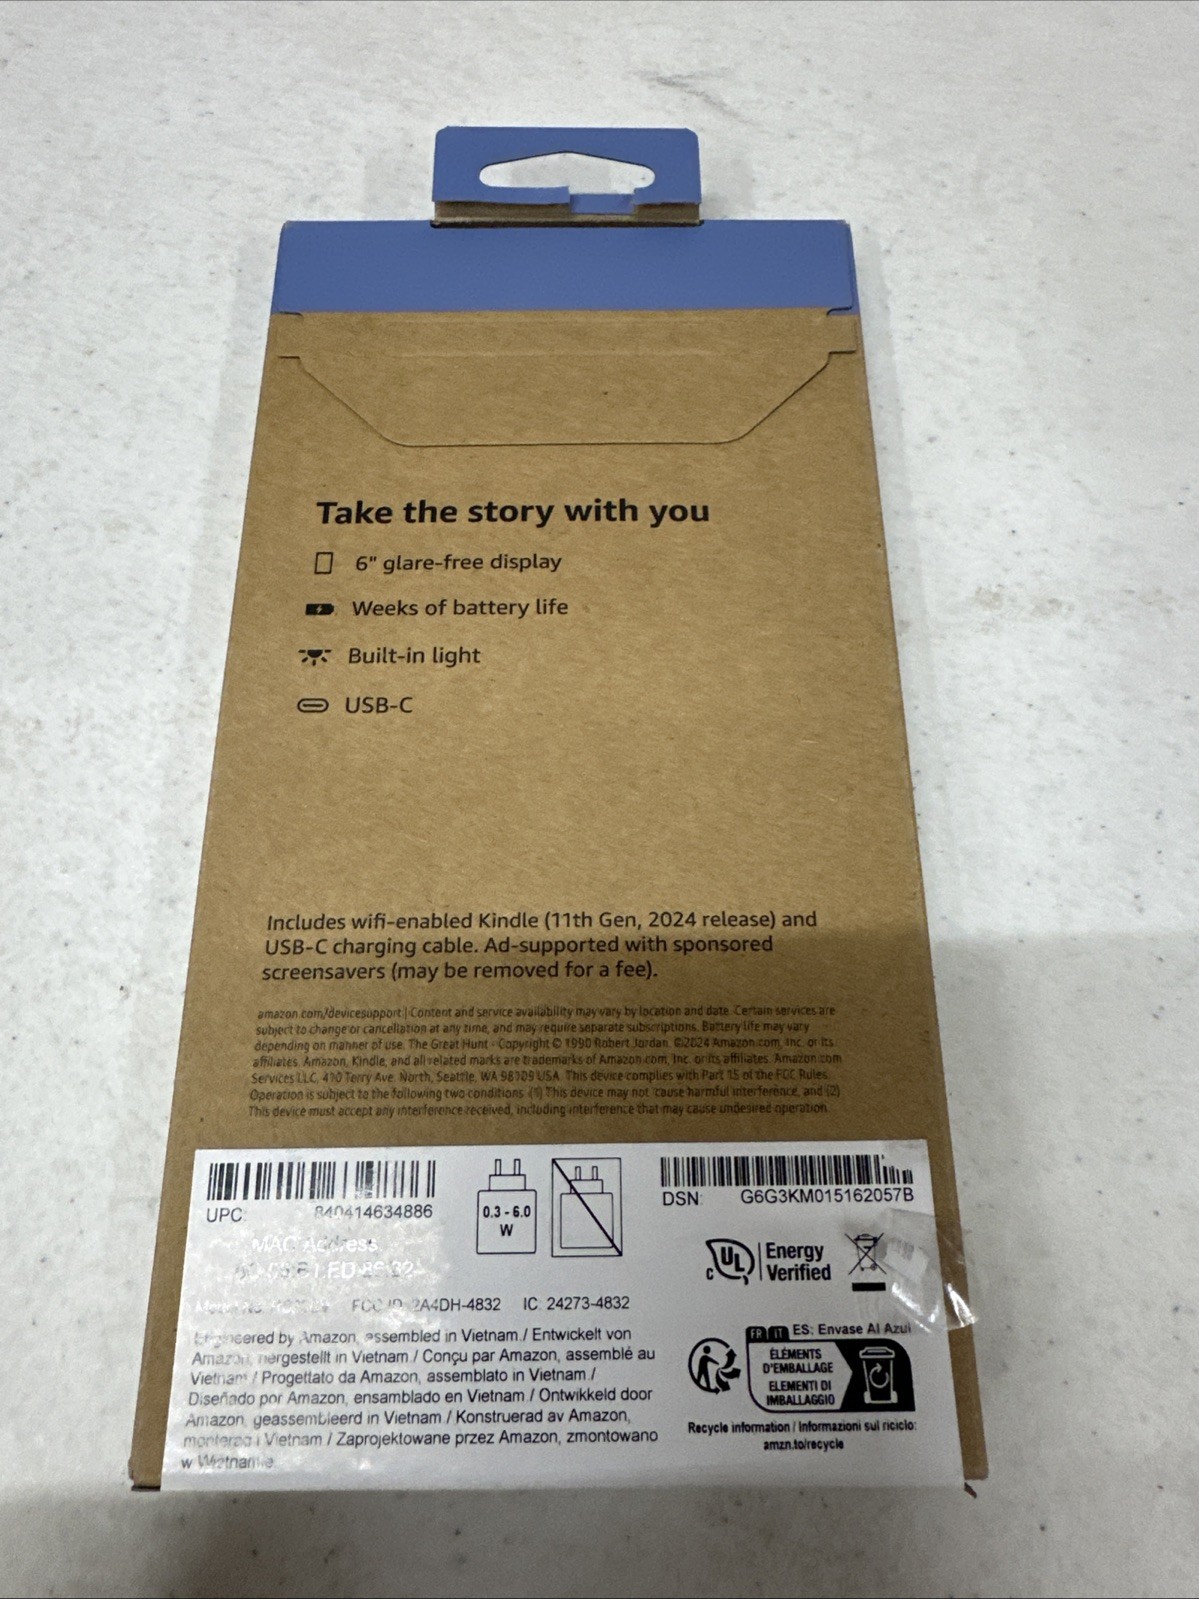 Take the story with you
6" glare-free display
Weeks of battery life
Built-in light
USB-C
Includes wifi-enabled Kindle (11th Gen, 2024 release) and
USB-C charging cable. Ad-supported with sponsored
screensavers (may be removed for a fee).
amazon.com/devicesupport | Content and service availability may vary by location and date. Certain services are
subject to change or cancellation at any time, and may require separate subscriptions. Battery life may vary
depending on manner of use. The Great Hunt - Copyright © 1990 Robert Jordan. ©2024 Amazon.com, Inc. or its
affiliates. Amazon, Kindle, and all related marks are trademarks of Amazon.com, Inc. or its affiliates. Amazon.com
Services LLC, 410 Terry Ave. North, Seattle, WA 98109 USA. This device complies with Part 15 of the FCC Rules.
Operation is subject to the following two conditions: (1) This device may not cause harmful interference, and (2)
This device must accept any interference received, including interference that may cause undesired operation.
UPC: 840414634886
0.3 - 6.0
W
DSN: G6G3KM015162057B
MAC Address
C UL Energy
Verified
FCC ID: 2A4DH-4832 IC: 24273-4832
Engineered by Amazon, assembled in Vietnam / Entwickelt von
Amazon, hergestellt in Vietnam / Conçu par Amazon, assemblé au
Vietnam / Progettato da Amazon, assemblato in Vietnam /
Diseñado por Amazon, ensamblado en Vietnam / Ontwikkeld door
Amazon, geassembleerd in Vietnam / Konstruerad av Amazon,
monterad i Vietnam / Zaprojektowane przez Amazon, zmontowano
w Wietnamie
FR IT ES: Envase Al Azul
ÉLÉMENTS
D'EMBALLAGE
ELEMENTI DI
IMBALLAGGIO
Recycle information / Informazioni sul riciclo:
amzn.to/recycle